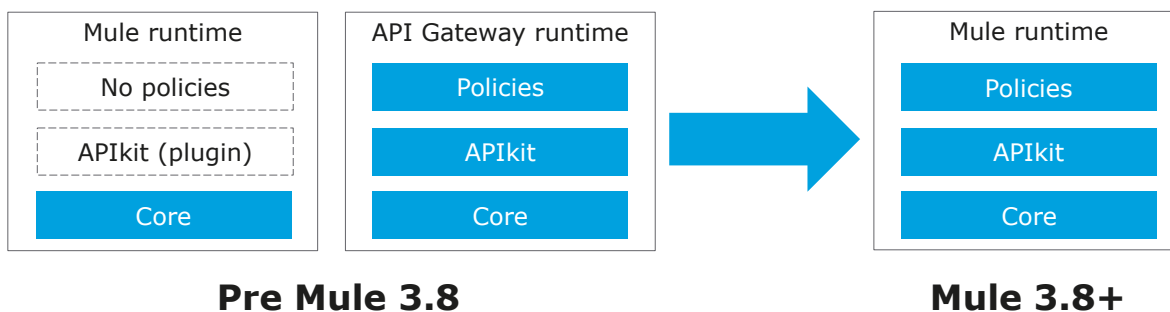 Mule runtime
No policies
APIkit (plugin)
Core
API Gateway runtime
Policies
APIkit
Core
Mule runtime
Policies
APIkit
Core
Pre Mule 3.8
Mule 3.8+